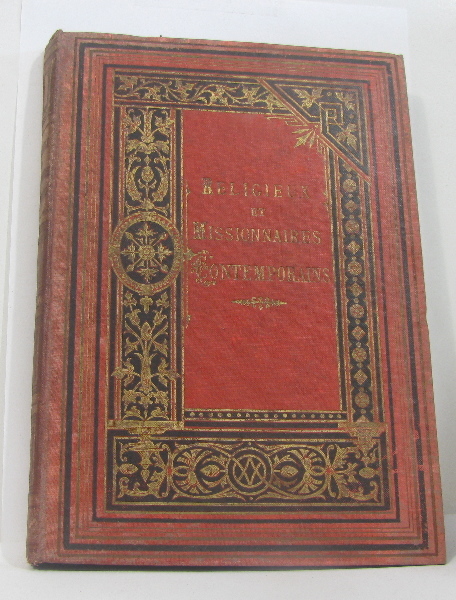 RELIGIEUX
ET
MISSIONNAIRES
CONTEMPORAINS